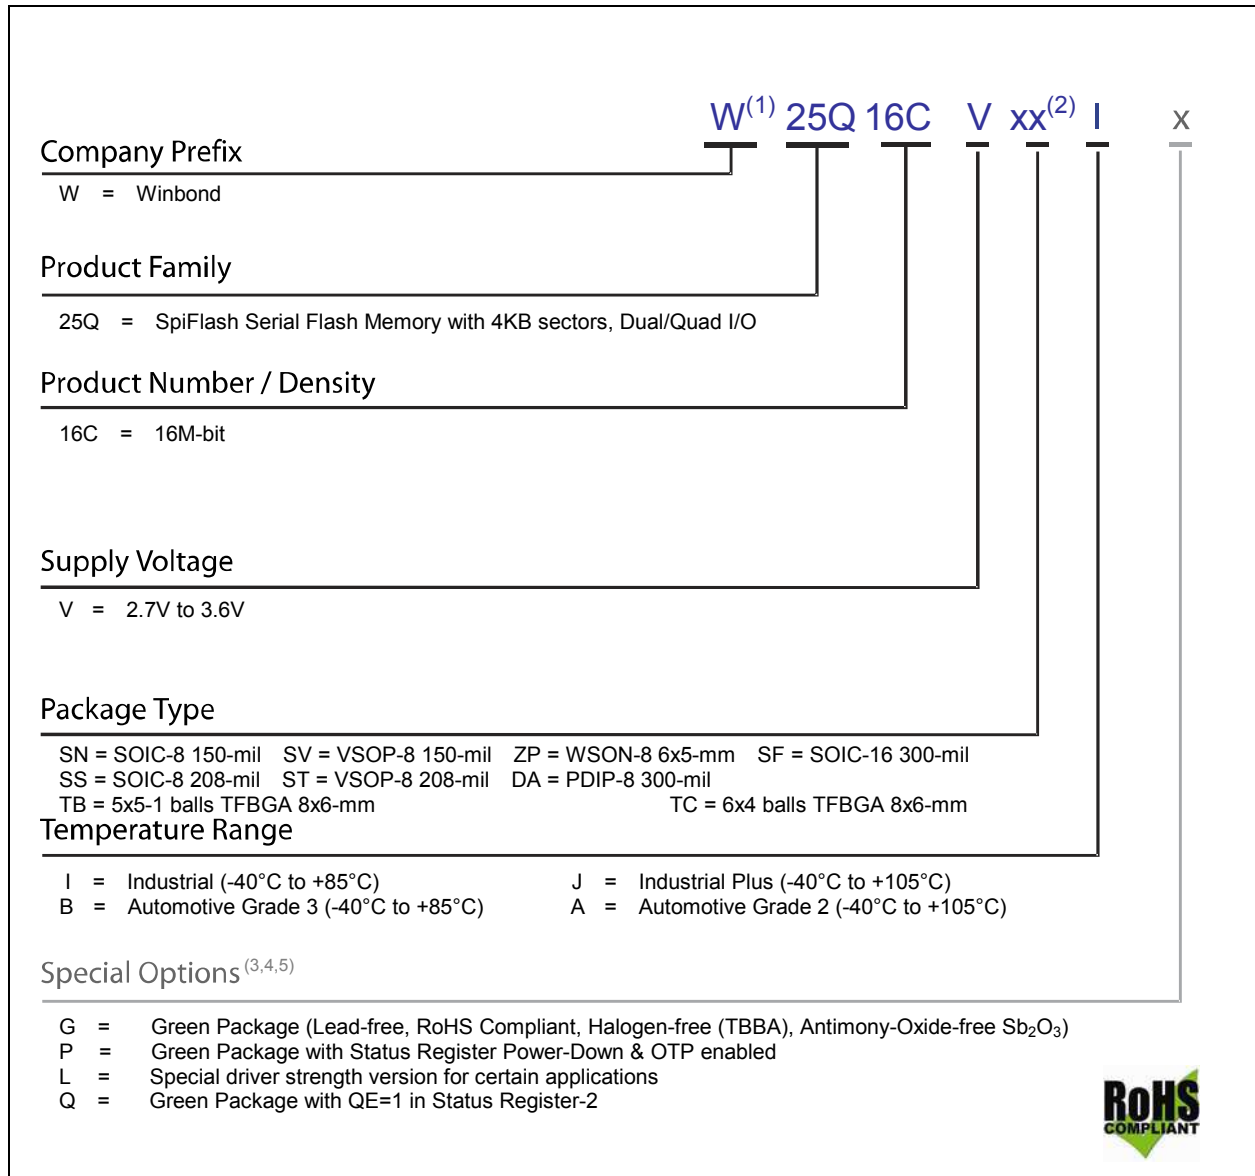 W(1) 25Q 16C V xx(2) I x
Company Prefix
W = Winbond
Product Family
25Q = SpiFlash Serial Flash Memory with 4KB sectors, Dual/Quad I/O
Product Number / Density
16C = 16M-bit
Supply Voltage
V = 2.7V to 3.6V
Package Type
SN = SOIC-8 150-mil SV = VSOP-8 150-mil ZP = WSON-8 6x5-mm SF = SOIC-16 300-mil
SS = SOIC-8 208-mil ST = VSOP-8 208-mil DA = PDIP-8 300-mil
TB = 5x5-1 balls TFBGA 8x6-mm TC = 6x4 balls TFBGA 8x6-mm
Temperature Range
I = Industrial (-40°C to +85°C) J = Industrial Plus (-40°C to +105°C)
B = Automotive Grade 3 (-40°C to +85°C) A = Automotive Grade 2 (-40°C to +105°C)
Special Options (3,4,5)
G = Green Package (Lead-free, RoHS Compliant, Halogen-free (TBBA), Antimony-Oxide-free Sb₂O₃)
P = Green Package with Status Register Power-Down & OTP enabled
L = Special driver strength version for certain applications
Q = Green Package with QE=1 in Status Register-2
RoHS
COMPLIANT